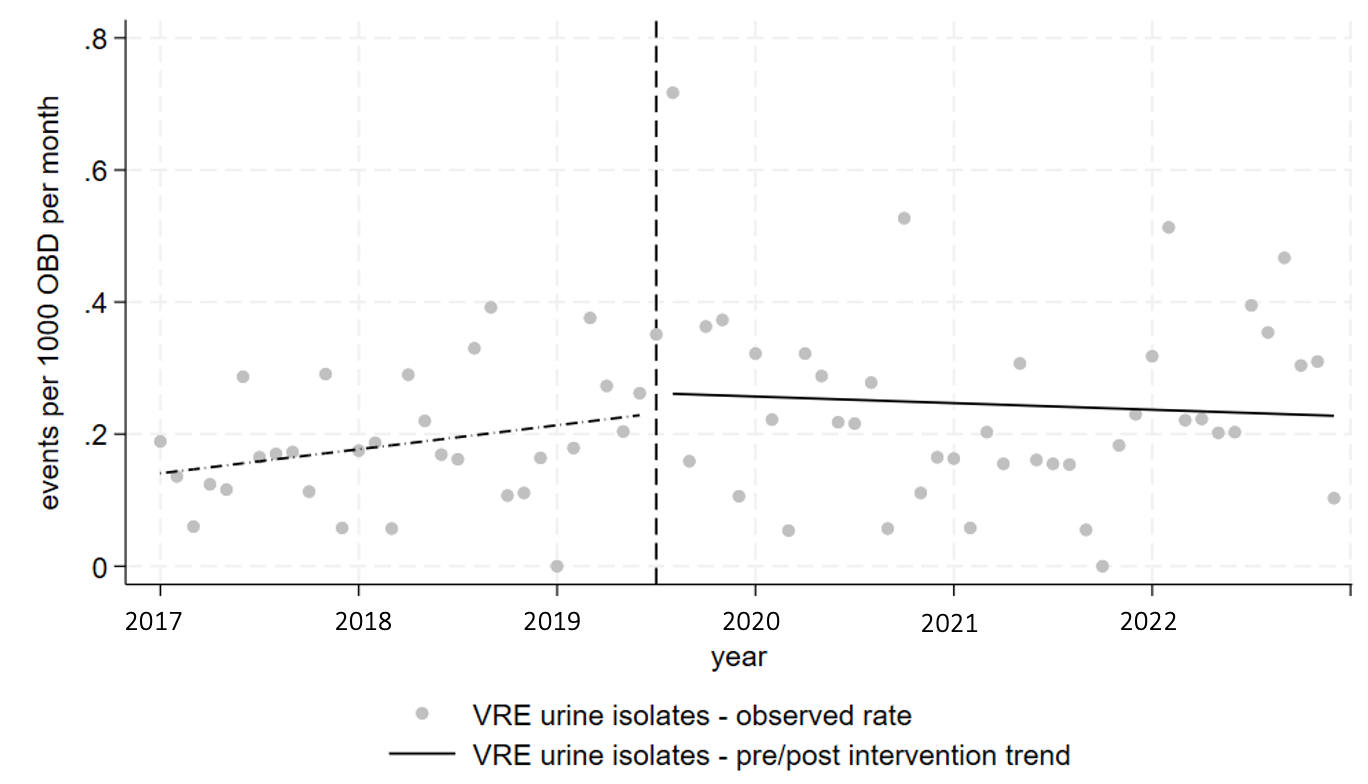 events per 1000 OBD per month
.8
.6
.4
.2
0
2017 2018 2019 2020 2021 2022
year
VRE urine isolates - observed rate
VRE urine isolates - pre/post intervention trend